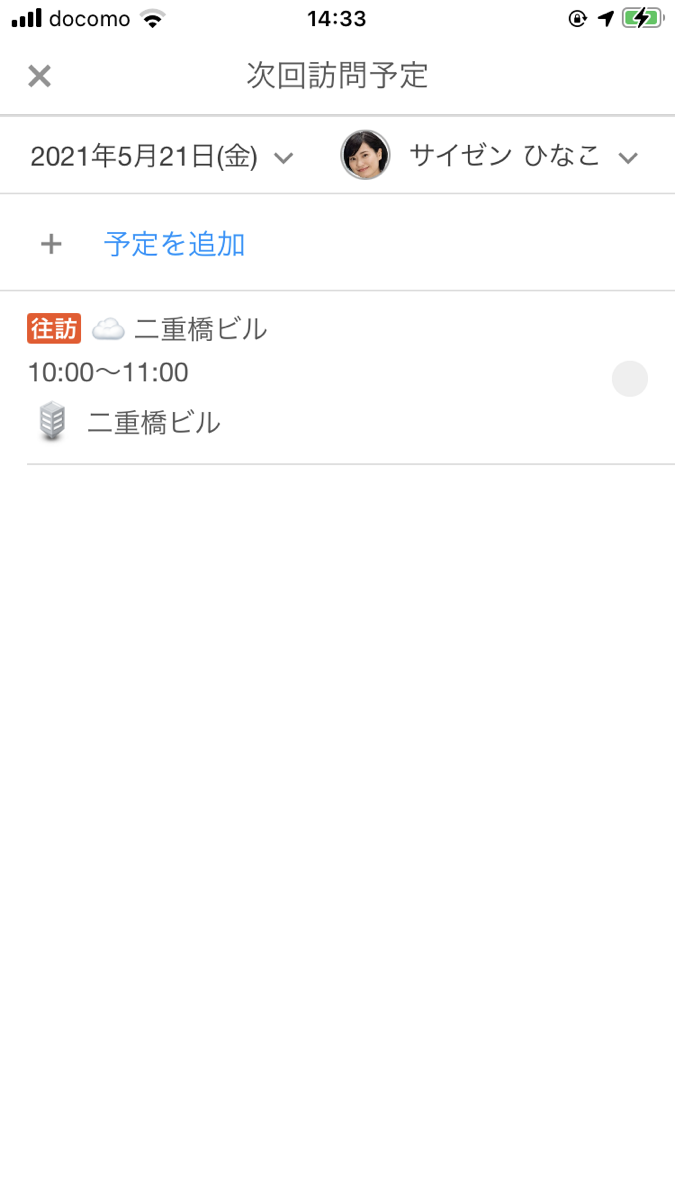 docomo 14:33
次回訪問予定
2021年5月21日(金) サイゼン ひなこ
+ 予定を追加
往訪 二重橋ビル
10:00〜11:00
二重橋ビル